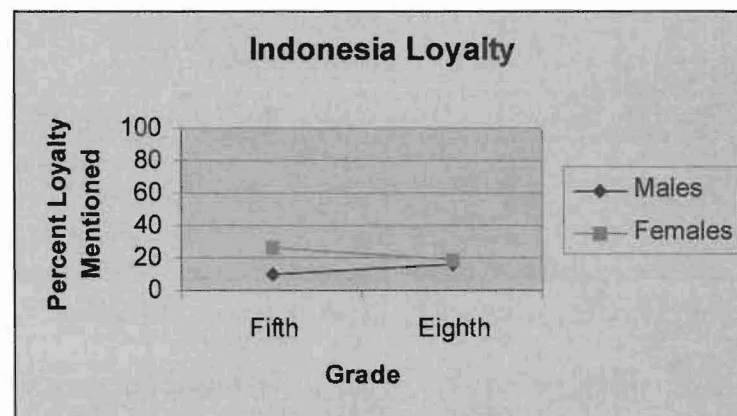 Indonesia Loyalty
Percent Loyalty
Mentioned
100
80
60
40
20
0
Fifth
Eighth
Grade
Males
Females